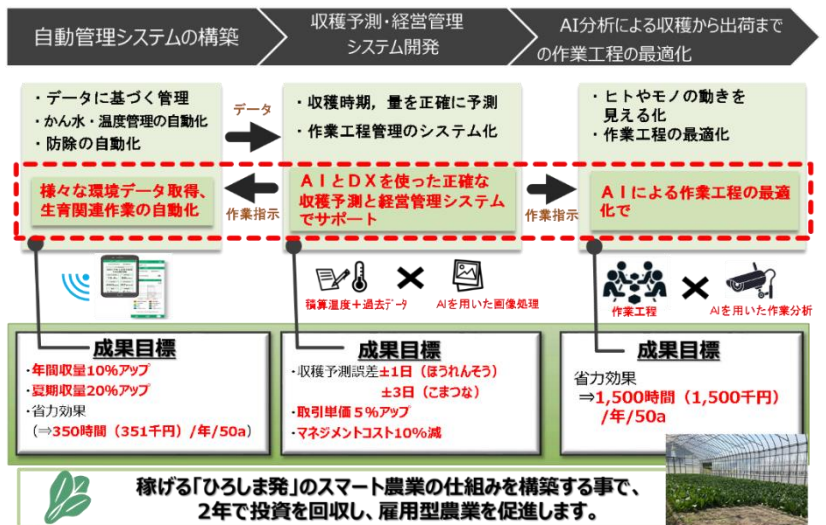 自動管理システムの構築
収穫予測・経営管理
システム開発
AI分析による収穫から出荷まで
の作業工程の最適化
・データに基づく管理
・かん水・温度管理の自動化
・防除の自動化
データ
・収穫時期，量を正確に予測
・作業工程管理のシステム化
・ヒトやモノの動きを
見える化
・作業工程の最適化
様々な環境データ取得、
生育関連作業の自動化
作業指示
ＡＩとＤＸを使った正確な
収穫予測と経営管理システム
でサポート
作業指示
ＡＩによる作業工程の最適
化で
積算温度＋過去データ
AIを用いた画像処理
作業工程
AIを用いた作業分析
成果目標
・年間収量10％アップ
・夏期収量20％アップ
・省力効果
（⇒350時間（351千円）/年/50a）
成果目標
・収穫予測誤差±1日（ほうれんそう）
±3日（こまつな）
・取引単価５％アップ
・マネジメントコスト10％減
成果目標
省力効果
⇒1,500時間（1,500千円）
/年/50a
稼げる「ひろしま発」のスマート農業の仕組みを構築する事で、
2年で投資を回収し、雇用型農業を促進します。